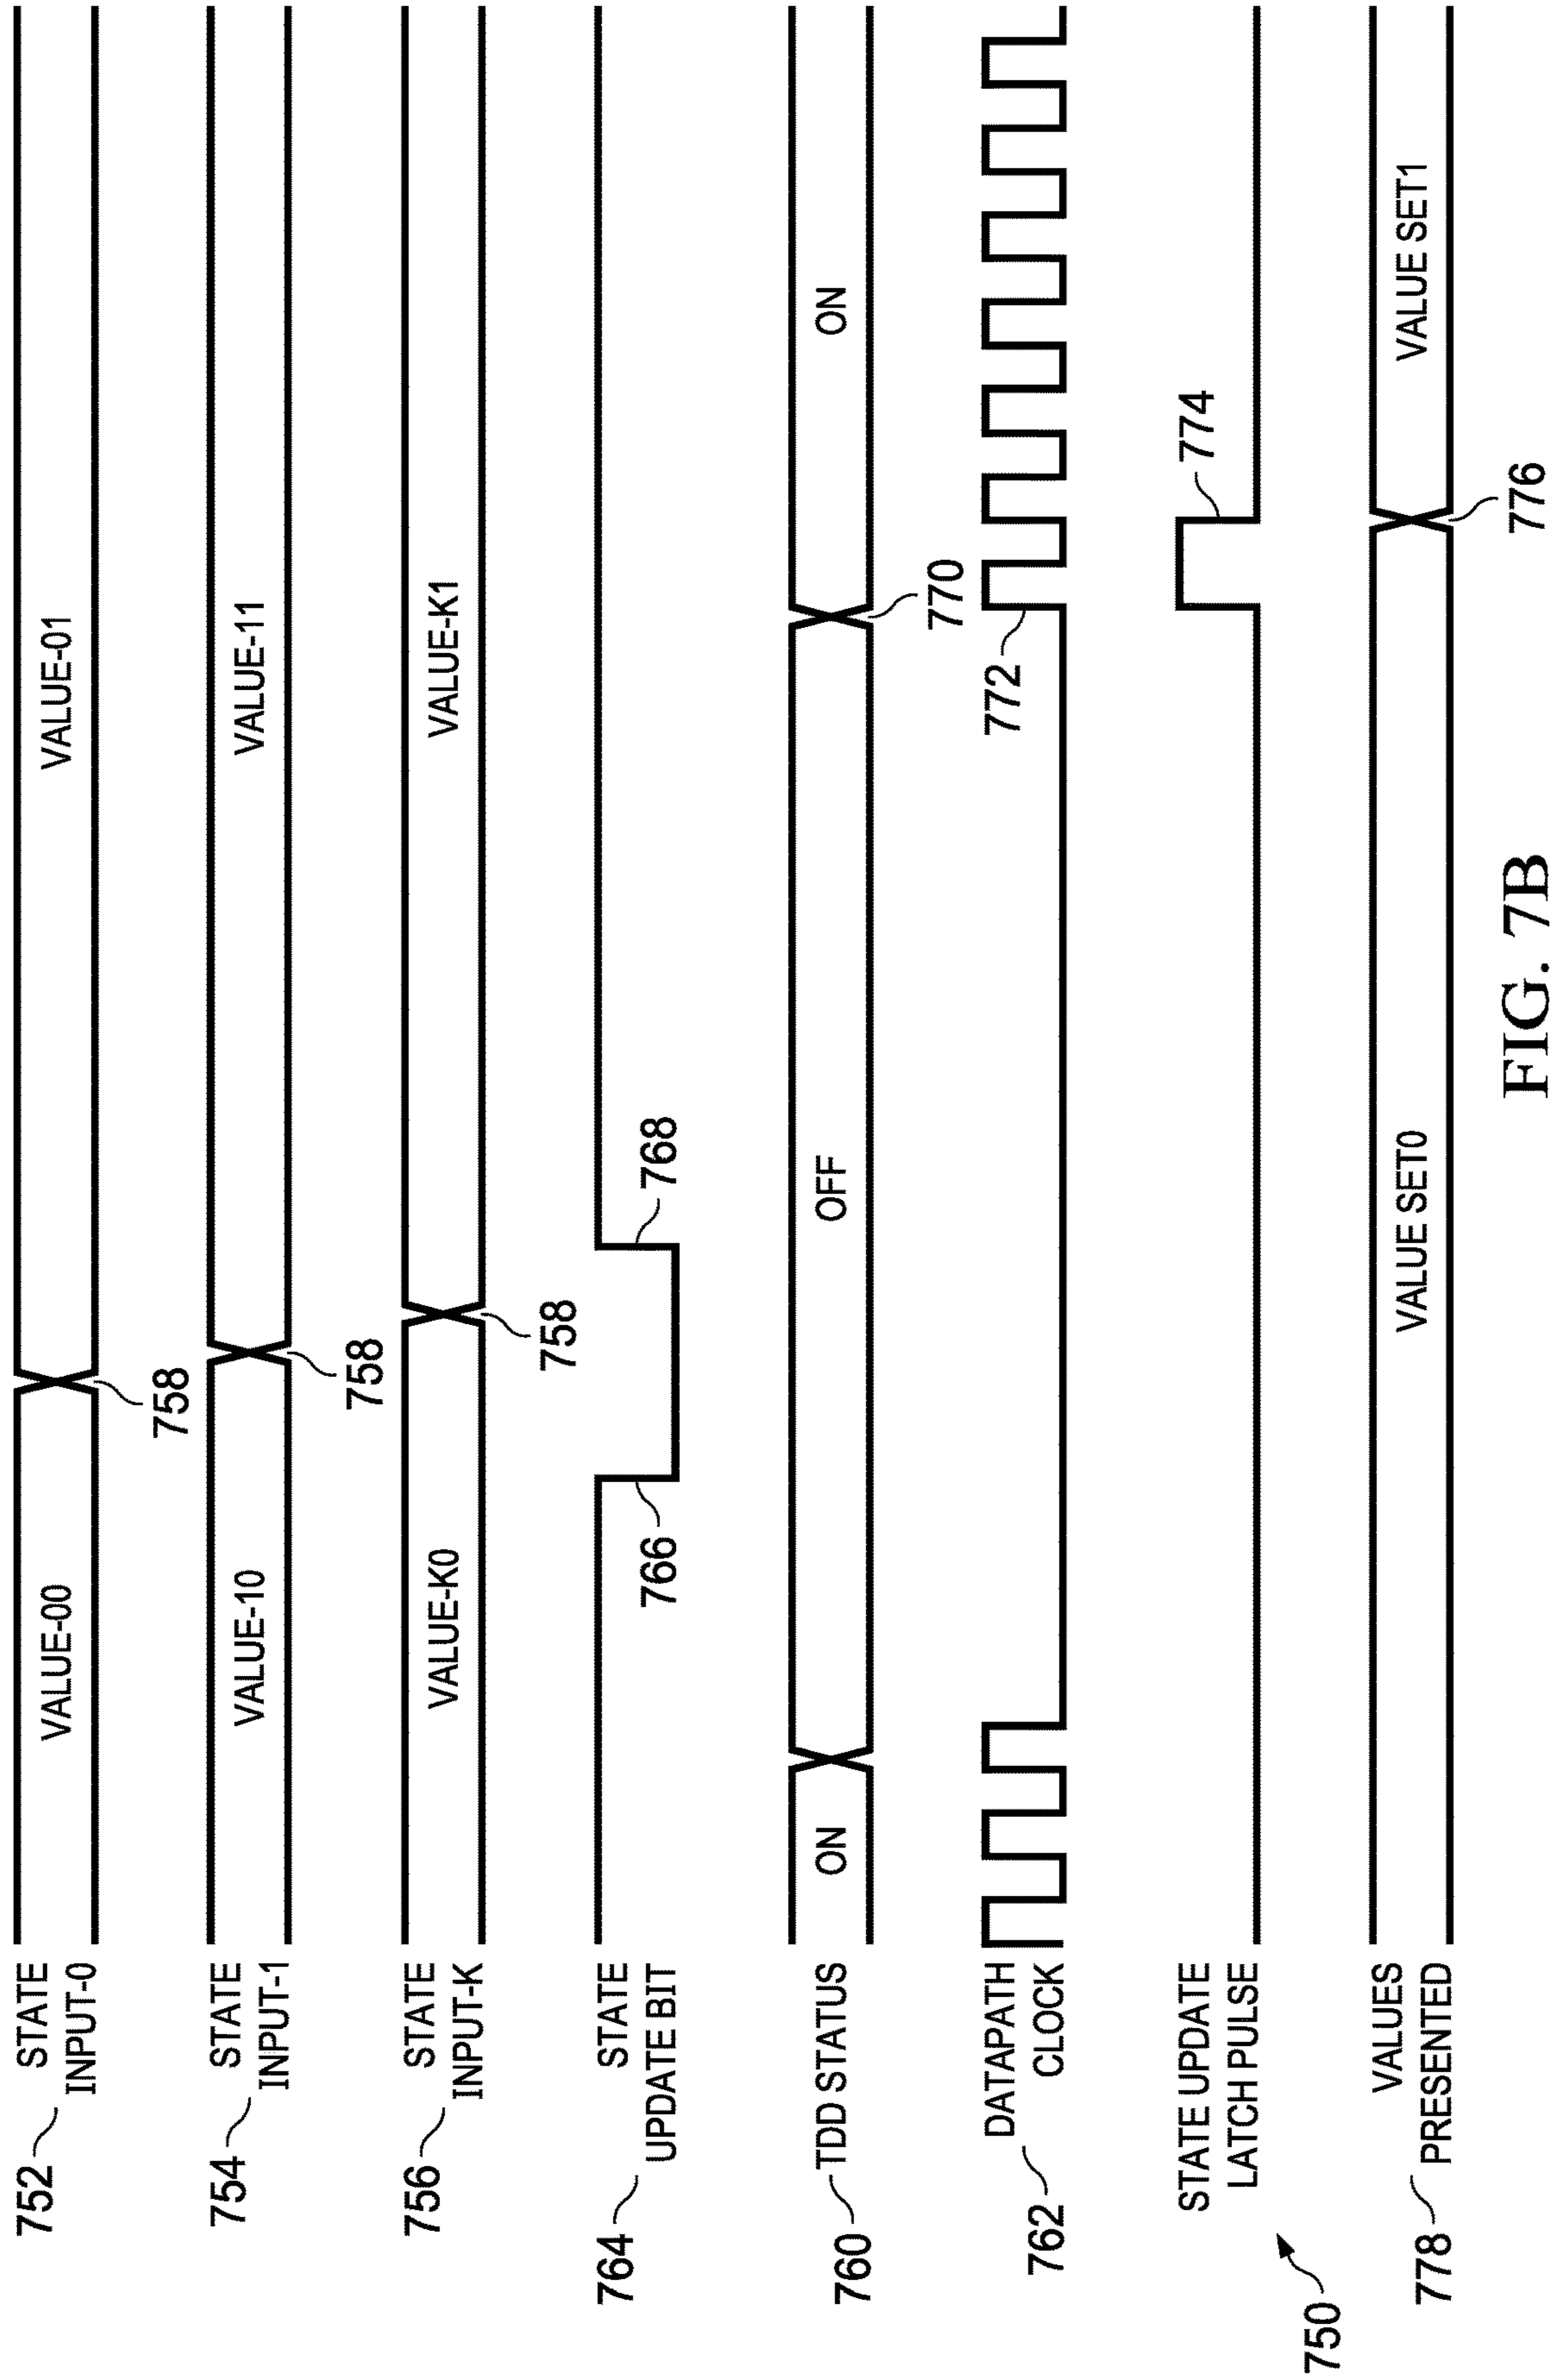 752
STATE
INPUT-0
VALUE-00
758
VALUE-01
754
STATE
INPUT-1
VALUE-10
758
VALUE-11
756
STATE
INPUT-K
VALUE-K0
758
VALUE-K1
764
STATE
UPDATE BIT
766
768
760
TDD STATUS
ON
OFF
770
ON
762
DATAPATH
CLOCK
772
STATE UPDATE
LATCH PULSE
774
750
778
VALUES
PRESENTED
VALUE SET0
776
VALUE SET1
FIG. 7B